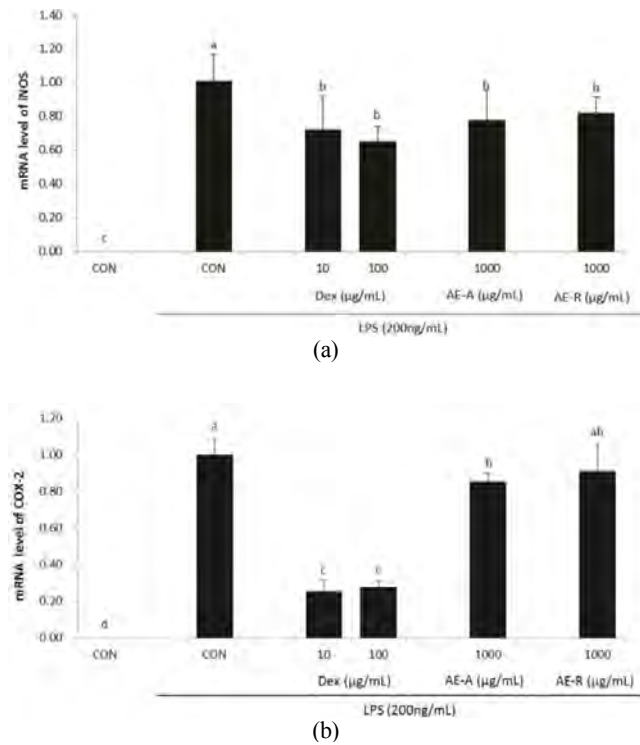 1.40
a
1.20
1.00
b
b
b
b
0.80
0.60
0.40
0.20
c
0.00
mRNA level of iNOS
CON
CON
10
100
1000
1000
Dex (µg/mL)
AE-A (µg/mL)
AE-R (µg/mL)
LPS (200ng/mL)
(a)
1.20
a
ab
1.00
b
0.80
0.60
0.40
c
c
0.20
d
0.00
mRNA level of COX-2
CON
CON
10
100
1000
1000
Dex (µg/mL)
AE-A (µg/mL)
AE-R (µg/mL)
LPS (200ng/mL)
(b)